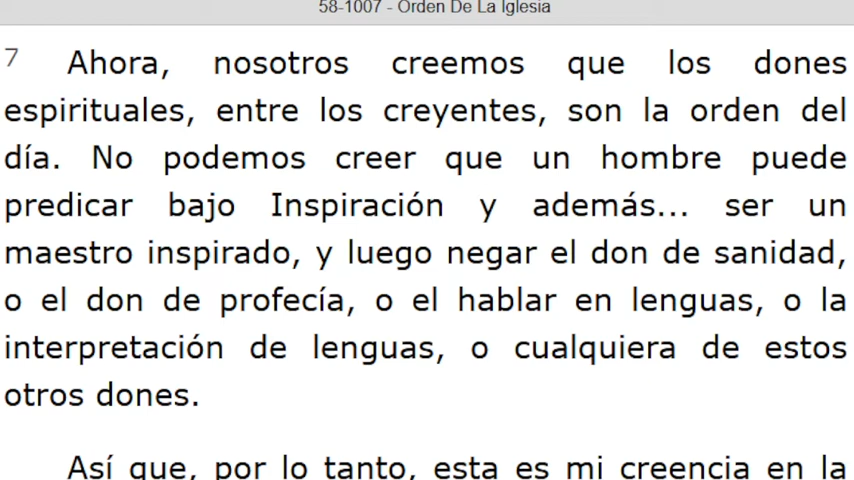 58-1007 - Orden De La Iglesia
7 Ahora, nosotros creemos que los dones
espirituales, entre los creyentes, son la orden del
día. No podemos creer que un hombre puede
predicar bajo Inspiración y además... ser un
maestro inspirado, y luego negar el don de sanidad,
o el don de profecía, o el hablar en lenguas, o la
interpretación de lenguas, o cualquiera de estos
otros dones.
Así que, por lo tanto, esta es mi creencia en la